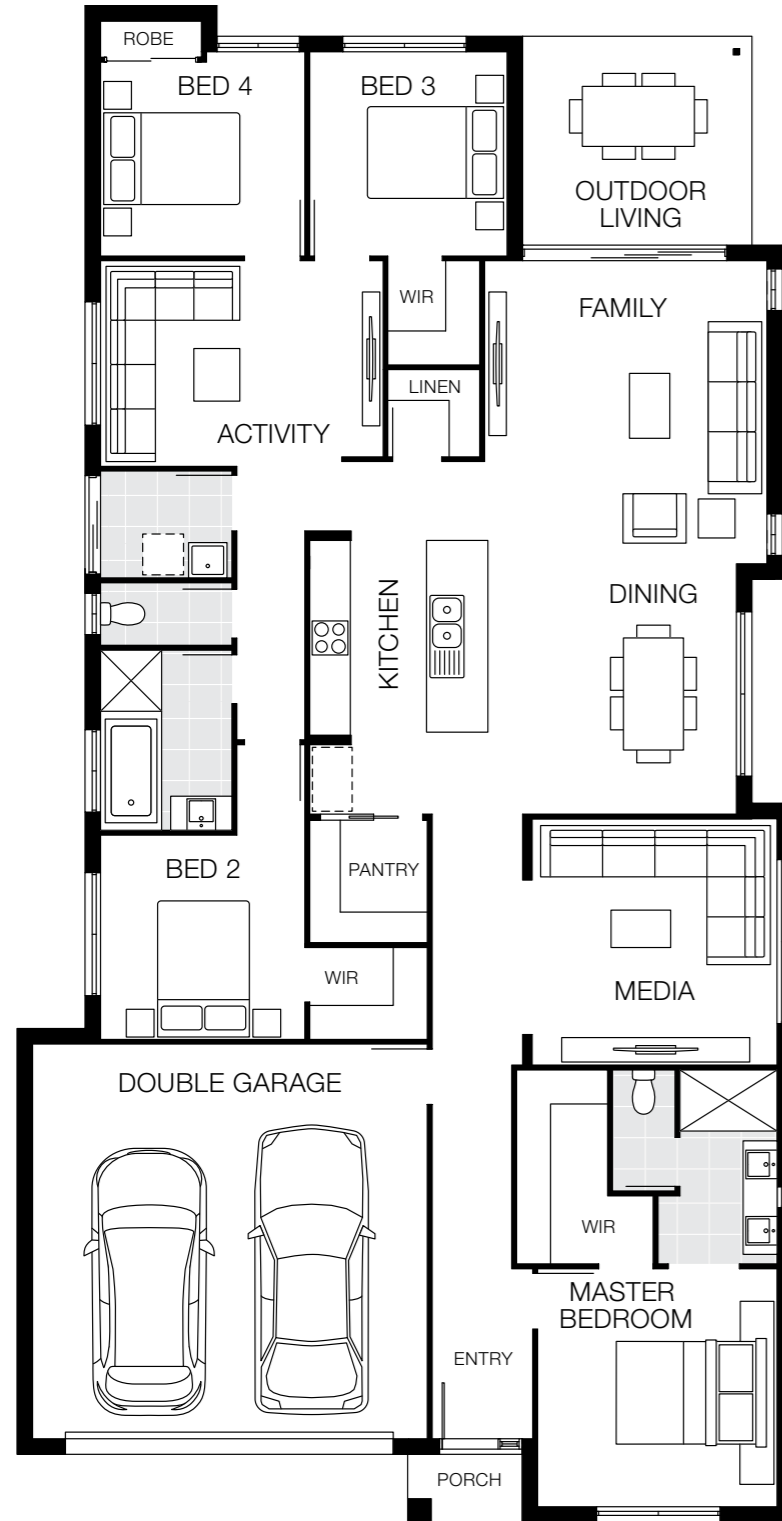 ROBE
BED 4
BED 3
OUTDOOR
LIVING
WIR
FAMILY
LINEN
ACTIVITY
KITCHEN
DINING
BED 2
PANTRY
WIR
MEDIA
DOUBLE GARAGE
WIR
MASTER
BEDROOM
ENTRY
PORCH